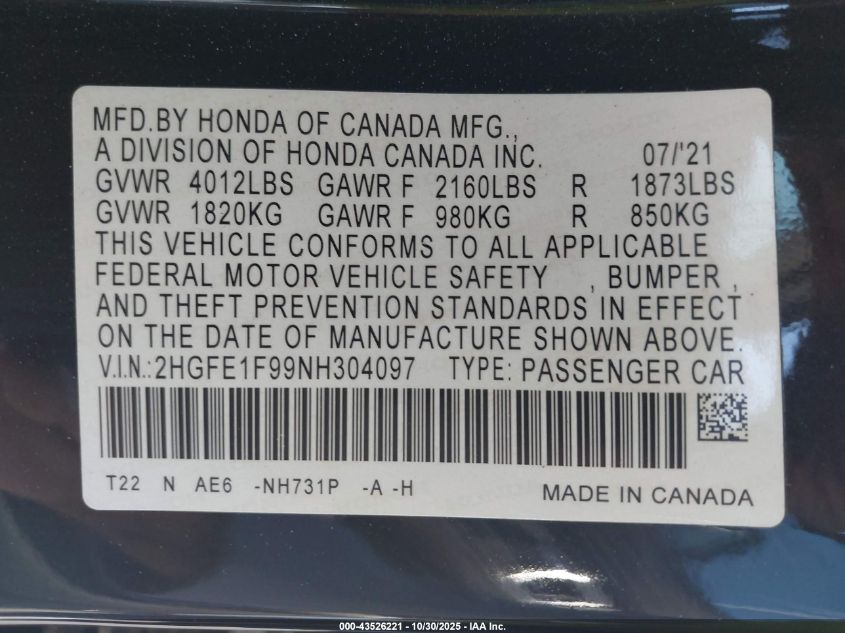 MFD.BY HONDA OF CANADA MFG.,
A DIVISION OF HONDA CANADA INC. 07/'21
GVWR 4012LBS GAWR F 2160LBS R 1873LBS
GVWR 1820KG GAWR F 980KG R 850KG
THIS VEHICLE CONFORMS TO ALL APPLICABLE
FEDERAL MOTOR VEHICLE SAFETY , BUMPER ,
AND THEFT PREVENTION STANDARDS IN EFFECT
ON THE DATE OF MANUFACTURE SHOWN ABOVE.
V.I.N.:2HGFE1F99NH304097 TYPE: PASSENGER CAR
T22 N AE6 -NH731P -A -H MADE IN CANADA
000-43526221 - 10/30/2025 - IAA Inc.